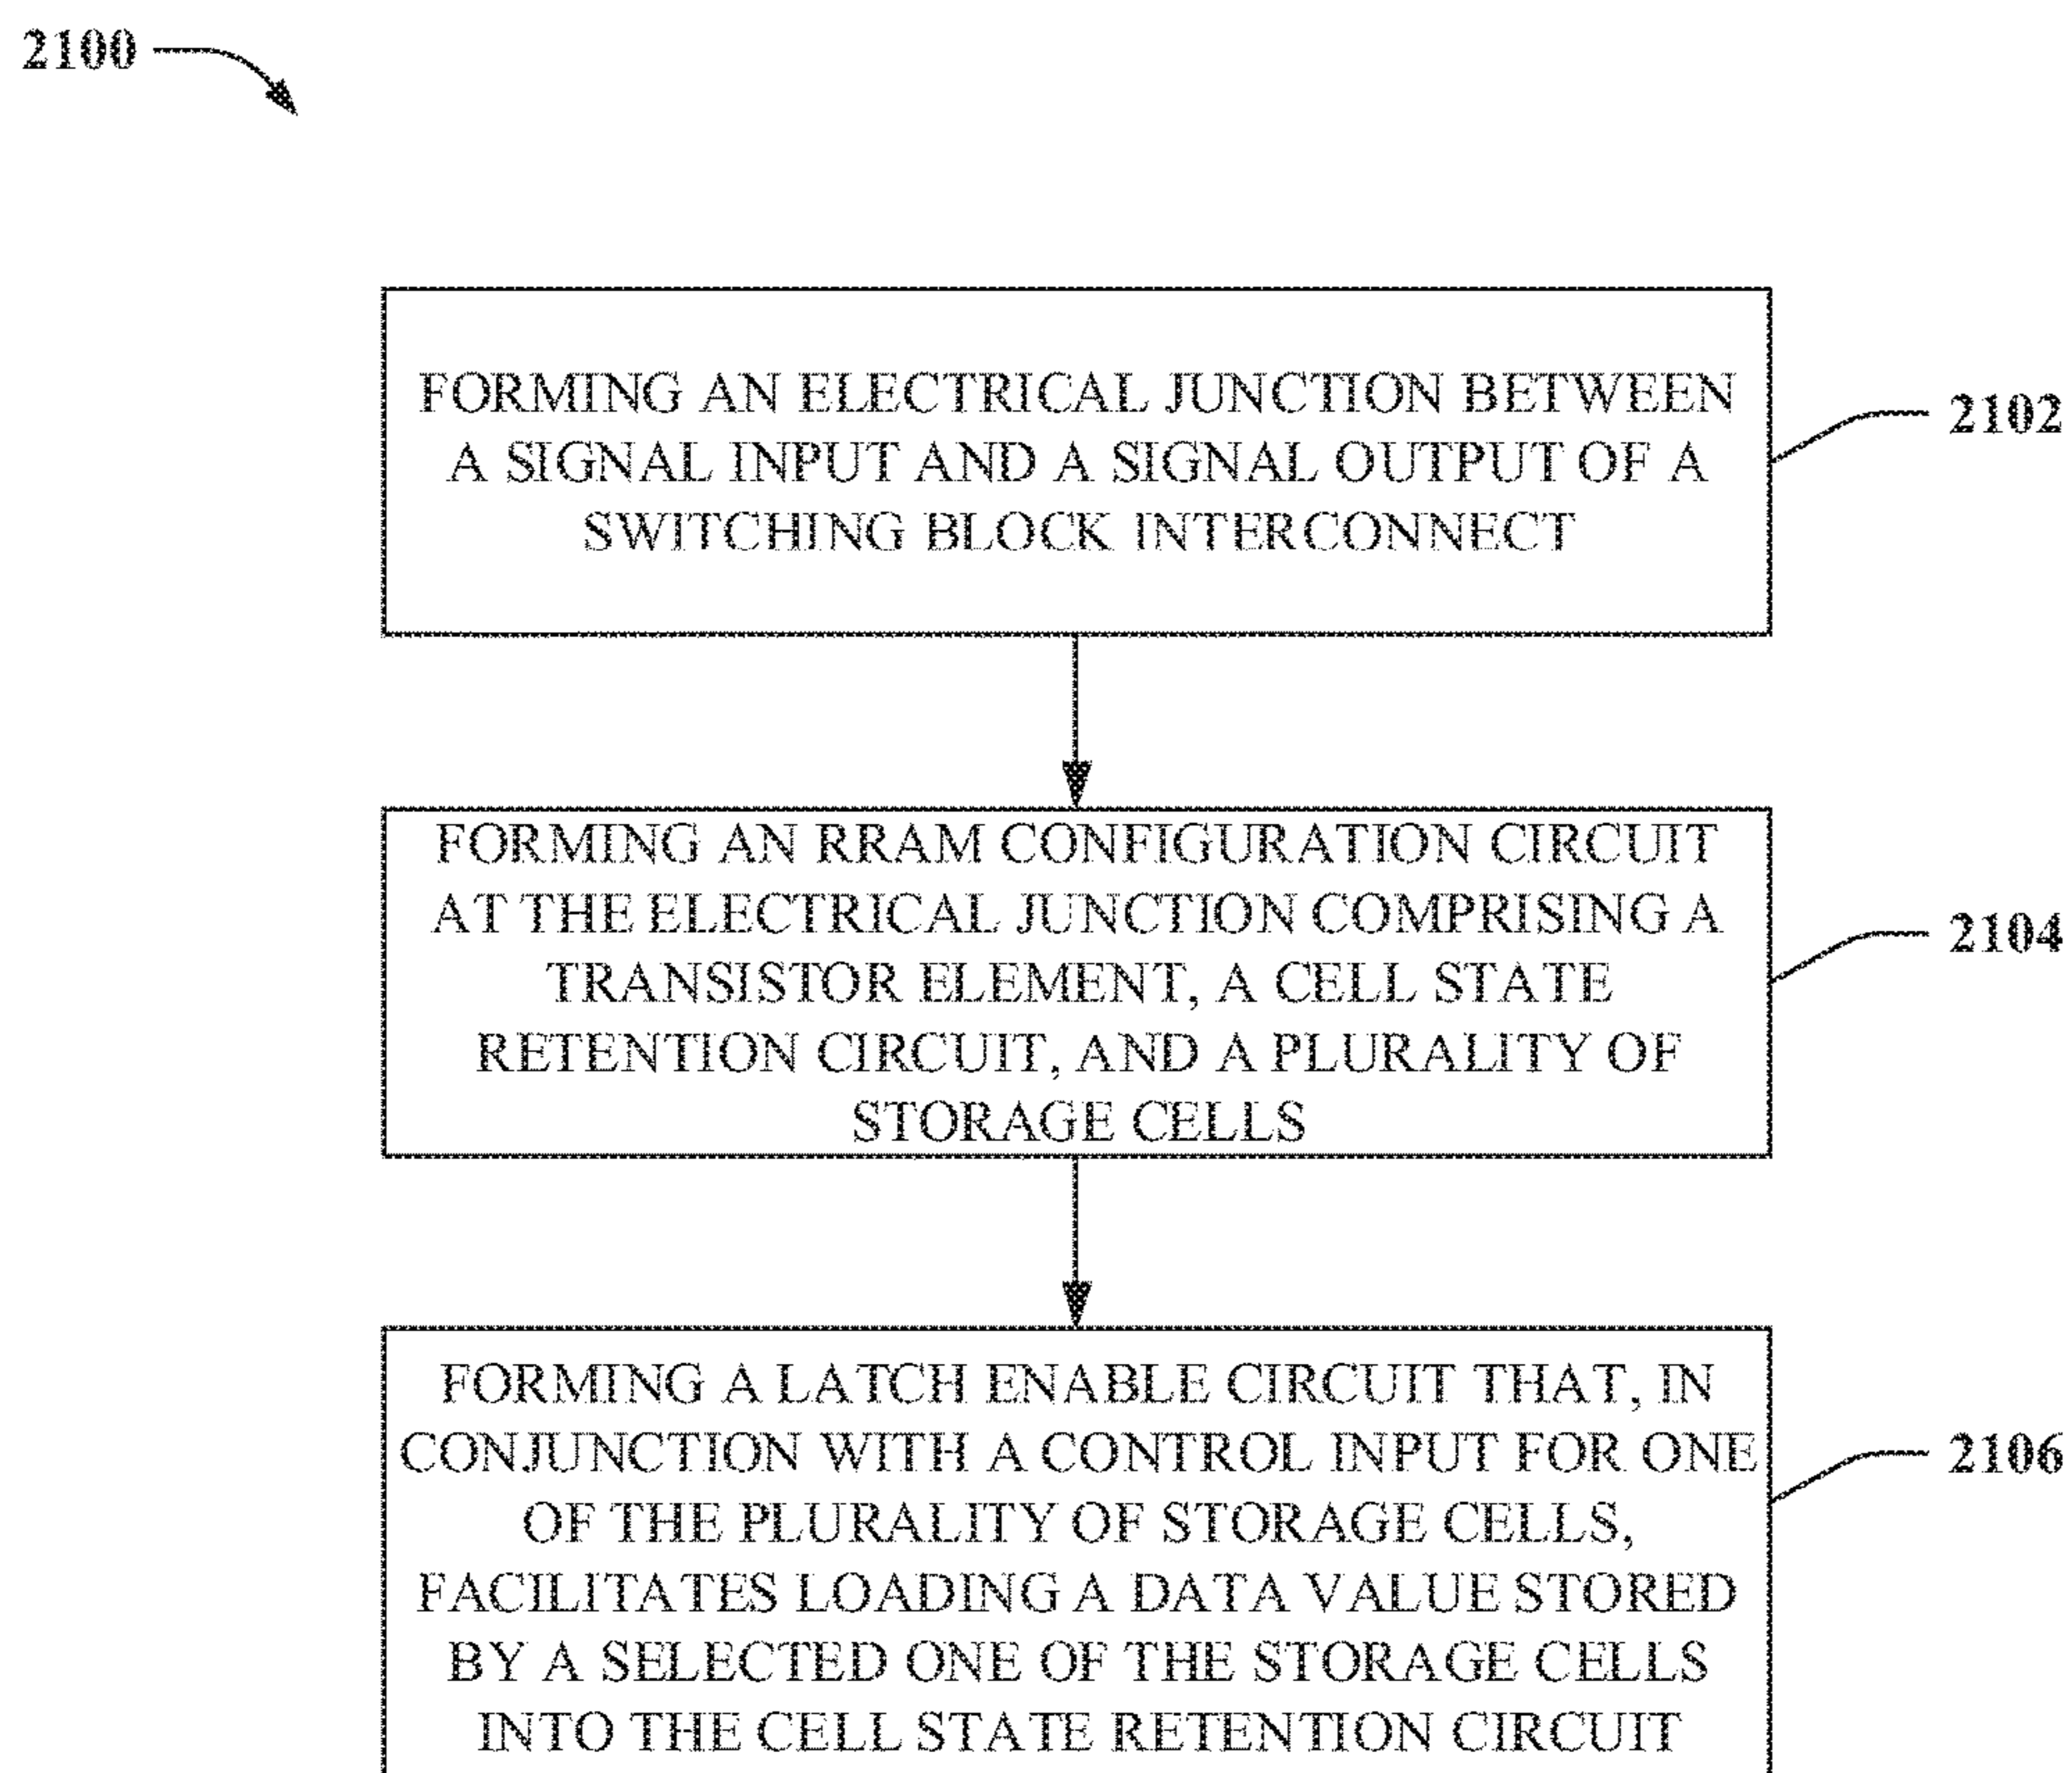 2100
FORMING AN ELECTRICAL JUNCTION BETWEEN
A SIGNAL INPUT AND A SIGNAL OUTPUT OF A
SWITCHING BLOCK INTERCONNECT
2102
FORMING AN RRAM CONFIGURATION CIRCUIT
AT THE ELECTRICAL JUNCTION COMPRISING A
TRANSISTOR ELEMENT, A CELL STATE
RETENTION CIRCUIT, AND A PLURALITY OF
STORAGE CELLS
2104
FORMING A LATCH ENABLE CIRCUIT THAT, IN
CONJUNCTION WITH A CONTROL INPUT FOR ONE
OF THE PLURALITY OF STORAGE CELLS,
FACILITATES LOADING A DATA VALUE STORED
BY A SELECTED ONE OF THE STORAGE CELLS
INTO THE CELL STATE RETENTION CIRCUIT
2106